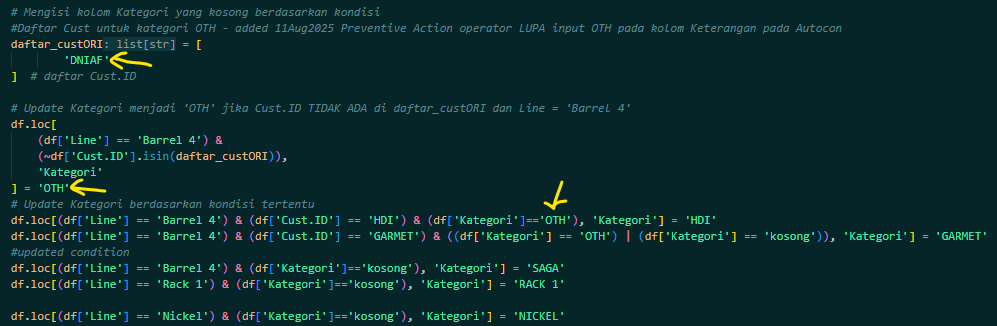 # Mengisi kolom Kategori yang kosong berdasarkan kondisi
#Daftar Cust untuk kategori OTH - added 11Aug2025 Preventive Action operator LUPA input OTH pada kolom Keterangan pada Autocon
daftar_custORI: list[str] = [
'DNIAF'
] # daftar Cust.ID
# Update Kategori menjadi 'OTH' jika Cust.ID TIDAK ADA di daftar_custORI dan Line = 'Barrel 4'
df.loc[
(df['Line'] == 'Barrel 4') &
(~df['Cust.ID'].isin(daftar_custORI)),
'Kategori'
] = 'OTH'
# Update Kategori berdasarkan kondisi tertentu
df.loc[(df['Line'] == 'Barrel 4') & (df['Cust.ID'] == 'HDI') & (df['Kategori']=='OTH'), 'Kategori'] = 'HDI'
df.loc[(df['Line'] == 'Barrel 4') & (df['Cust.ID'] == 'GARMET') & ((df['Kategori'] == 'OTH') | (df['Kategori'] == 'kosong')), 'Kategori'] = 'GARMET'
#updated condition
df.loc[(df['Line'] == 'Barrel 4') & (df['Kategori']=='kosong'), 'Kategori'] = 'SAGA'
df.loc[(df['Line'] == 'Rack 1') & (df['Kategori']=='kosong'), 'Kategori'] = 'RACK 1'
df.loc[(df['Line'] == 'Nickel') & (df['Kategori']=='kosong'), 'Kategori'] = 'NICKEL'